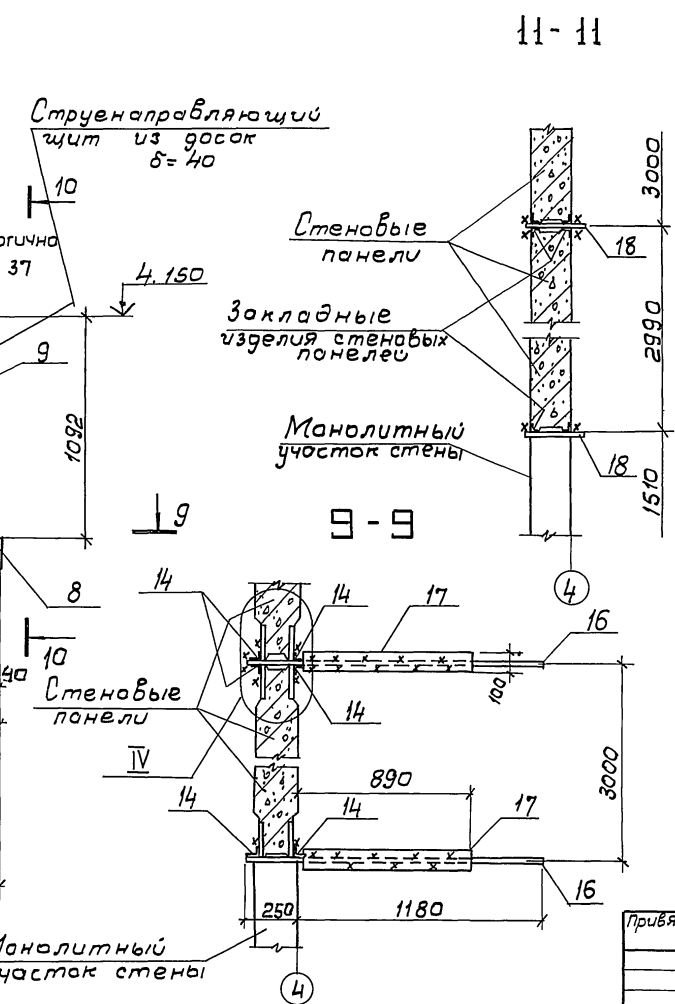 11-11
Струенаправляющий
щит из досок
δ=40
10
37
4.150
9
1092
Стеновые
панели
Закладные
изделия стеновых
панелей
Манолитный
участок стены
3000
18
2990
18
1510
4
9
9-9
8
10
40
14
14
17
16
100
Стеновые
панели
14
IV
3000
14
14
890
17
16
250
1180
участок стены
4